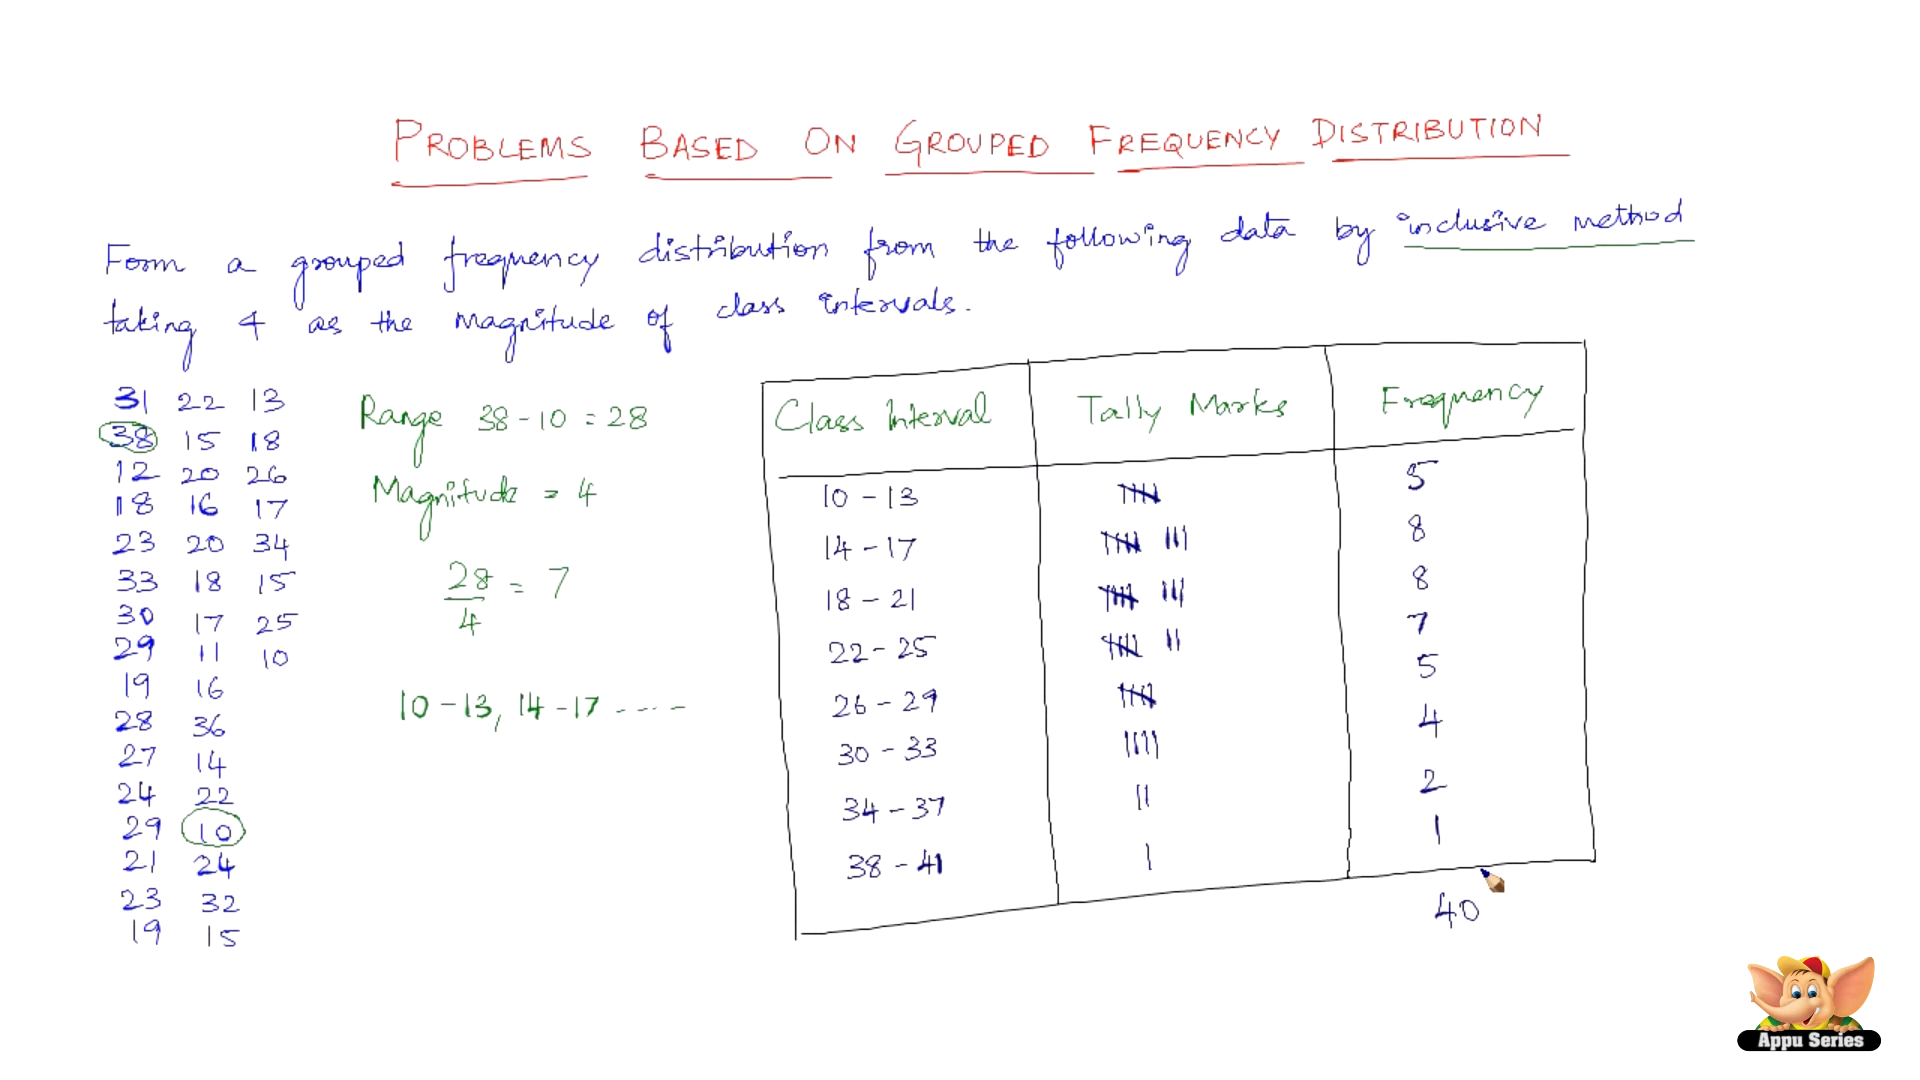 PROBLEMS BASED ON GROUPED FREQUENCY DISTRIBUTION
Form a grouped frequency distribution from the following data by inclusive method
taking 4 as the magnitude of class intervals.
31 22 13
38 15 18
12 20 26
18 16 17
23 20 34
33 18 15
30 17 25
29 11 10
19 16
28 36
27 14
24 22
29 10
21 24
23 32
19 15
Range 38 - 10 = 28
Magnitude = 4
28
4
= 7
10 - 13, 14 - 17 - - - -
Class Interval Tally Marks Frequency
10 - 13 5
14 - 17 8
18 - 21 8
22 - 25 7
26 - 29 5
30 - 33 4
34 - 37 2
38 - 41 1
40
Appu Series